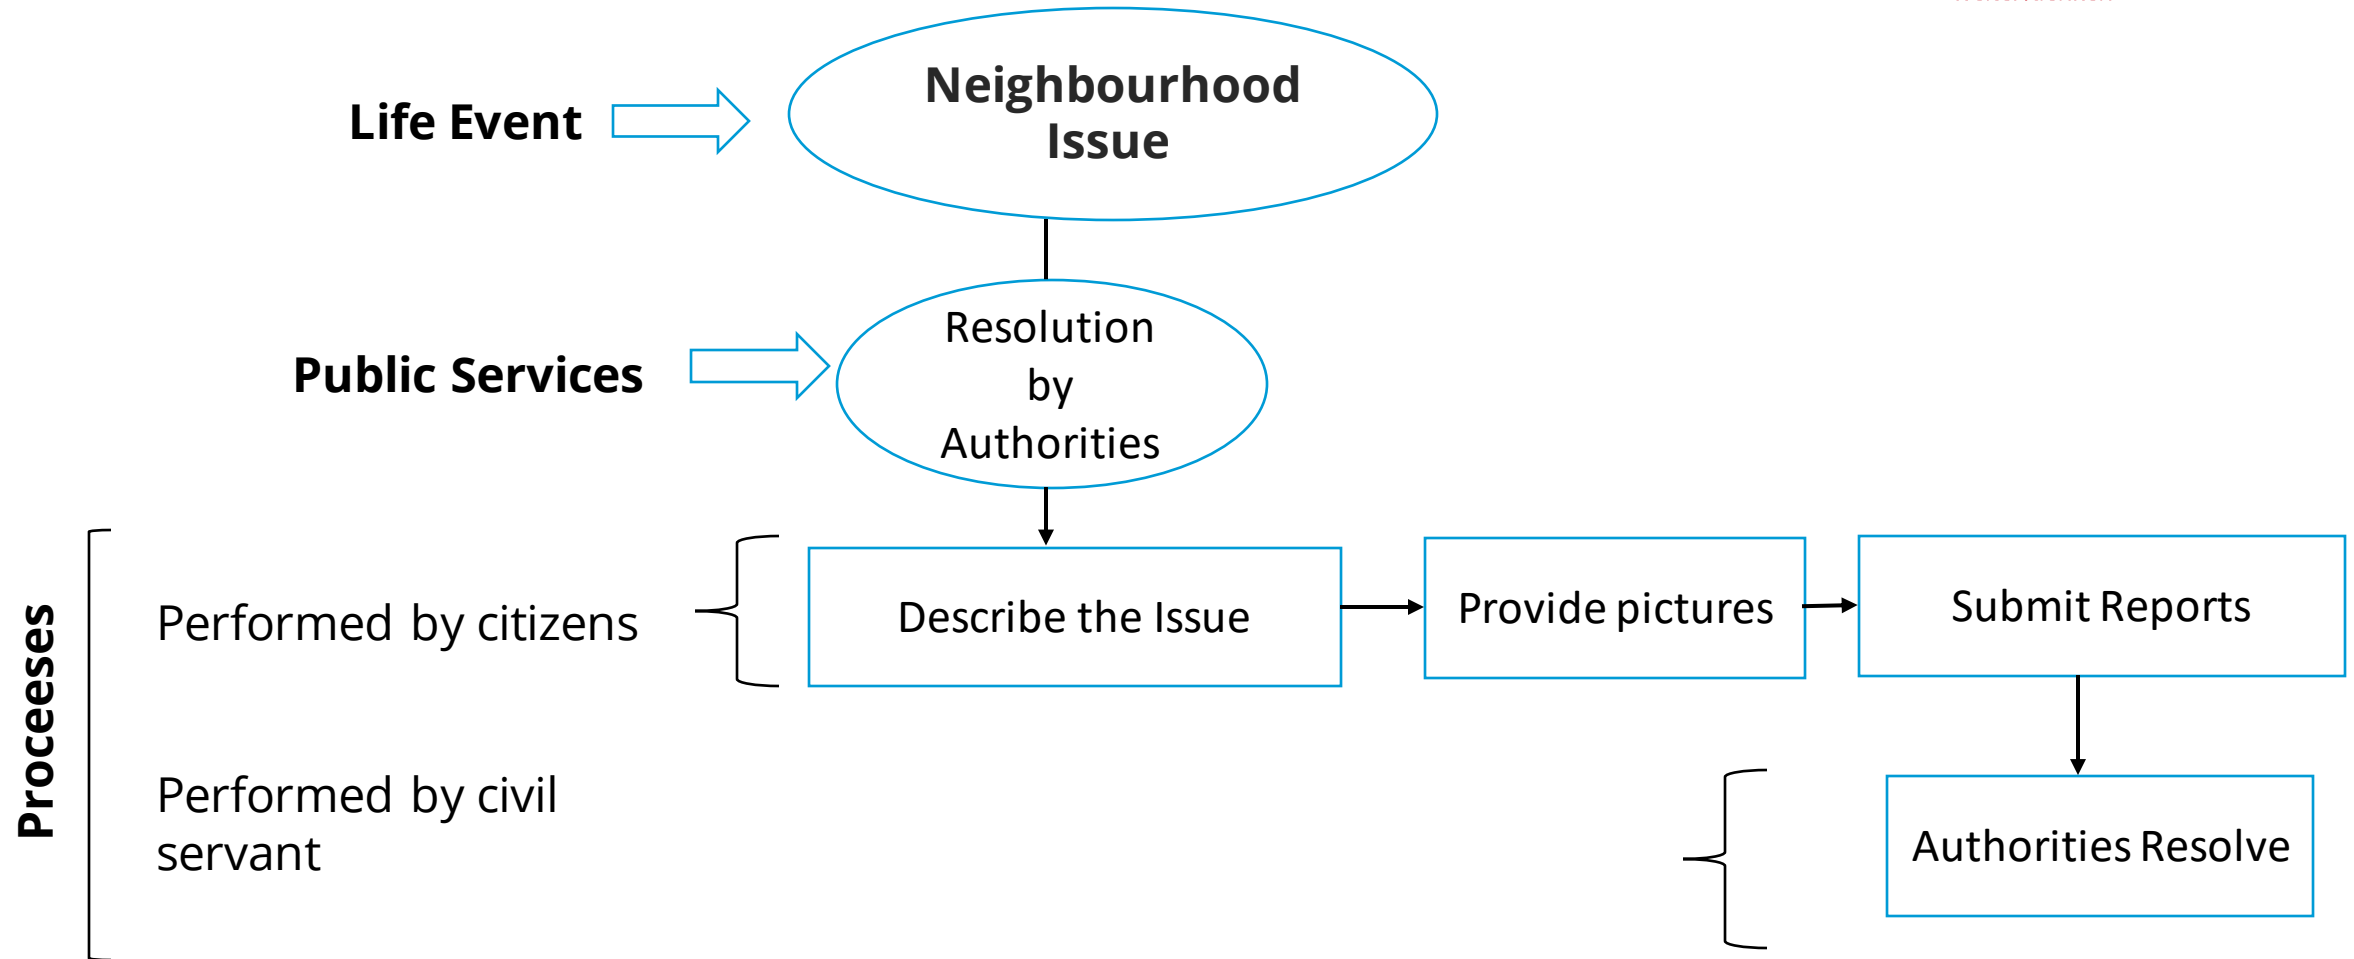 Neighbourhood
Issue
Life Event
Resolution
by
Authorities
Public Services
Proceeses
Performed by citizens
Describe the Issue
Provide pictures
Submit Reports
Performed by civil
servant
Authorities Resolve